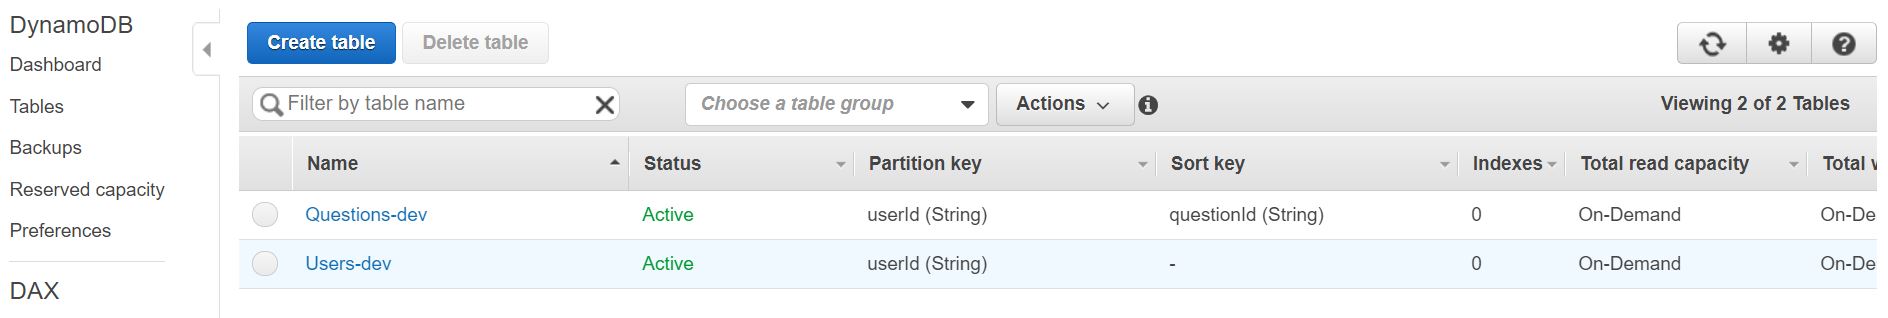 DynamoDB
Dashboard
Tables
Backups
Reserved capacity
Preferences
DAX
Create table Delete table
Filter by table name Choose a table group Actions Viewing 2 of 2 Tables
Name Status Partition key Sort key Indexes Total read capacity Total
Questions-dev Active userId (String) questionId (String) 0 On-Demand On-De
Users-dev Active userId (String) - 0 On-Demand On-De